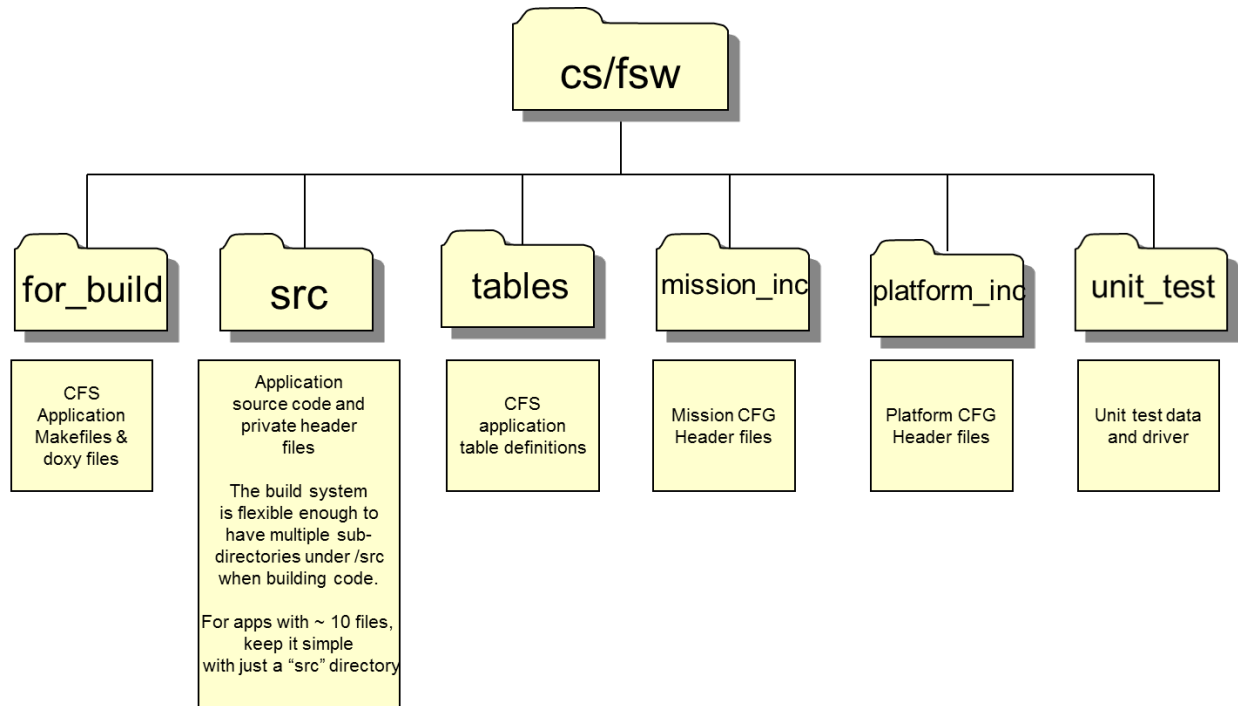 cs/fsw
for_build
src
tables
mission_inc
platform_inc
unit_test
CFS
Application
Makefiles &
doxy files
Application
source code and
private header
files
The build system
is flexible enough to
have multiple sub-
directories under /src
when building code.
For apps with ~ 10 files,
keep it simple
with just a “src” directory
CFS
application
table definitions
Mission CFG
Header files
Platform CFG
Header files
Unit test data
and driver